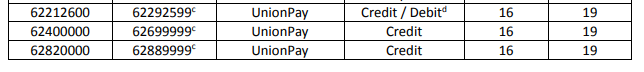 62212600 62292599ᶜ UnionPay Credit / Debitᵈ 16 19
62400000 62699999ᶜ UnionPay Credit 16 19
62820000 62889999ᶜ UnionPay Credit 16 19